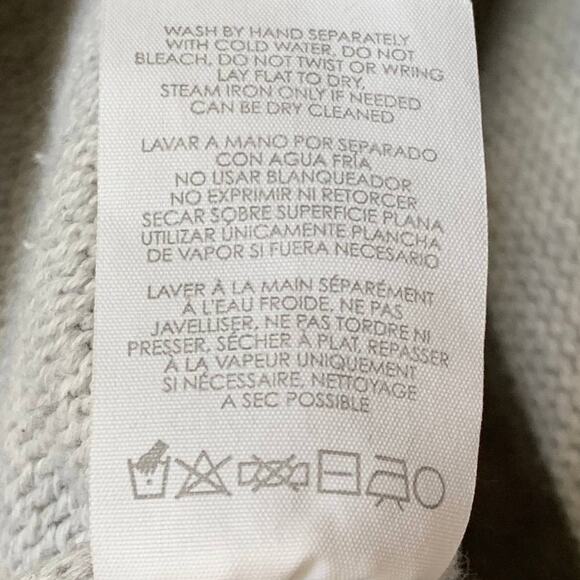 WASH BY HAND SEPARATELY
WITH COLD WATER. DO NOT
BLEACH. DO NOT TWIST OR WRING
LAY FLAT TO DRY.
STEAM IRON ONLY IF NEEDED
CAN BE DRY CLEANED
LAVAR A MANO POR SEPARADO
CON AGUA FRÍA
NO USAR BLANQUEADOR
NO EXPRIMIR NI RETORCER
SECAR SOBRE SUPERFICIE PLANA
UTILIZAR ÚNICAMENTE PLANCHA
DE VAPOR SI FUERA NECESARIO
LAVER À LA MAIN SÉPARÉMENT
À L'EAU FROIDE. NE PAS
JAVELLISER. NE PAS TORDRE NI
PRESSER. SÉCHER À PLAT. REPASSER
À LA VAPEUR UNIQUEMENT
SI NÉCESSAIRE. NETTOYAGE
A SEC POSSIBLE